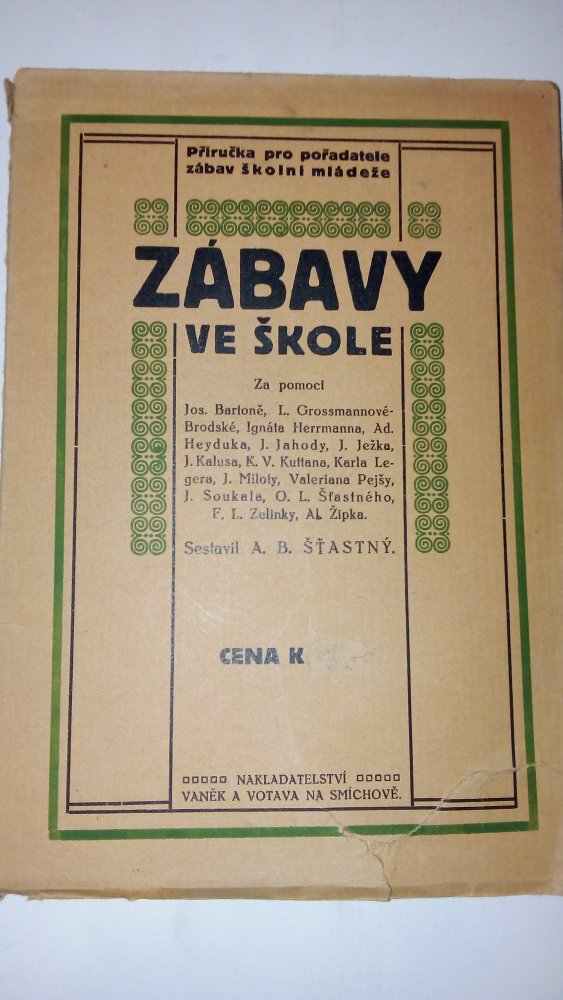 Příručka pro pořadatele
zábav školní mládeže
ZÁBAVY
VE ŠKOLE
Za pomoci
Jos. Bartoně, L. Grossmannové-
Brodské, Ignáta Herrmanna, Ad.
Heyduka, J. Jahody, J. Ježka,
J. Kalusa, K. V. Kuttana, Karla Le-
gera, J. Miloty, Valeriana Pejšy,
J. Soukala, O. L. Šťastného,
F. L. Zelinky, Al. Žipka.
Sestavil A. B. ŠŤASTNÝ.
CENA K
NAKLADATELSTVÍ
VANĚK A VOTAVA NA SMÍCHOVĚ.